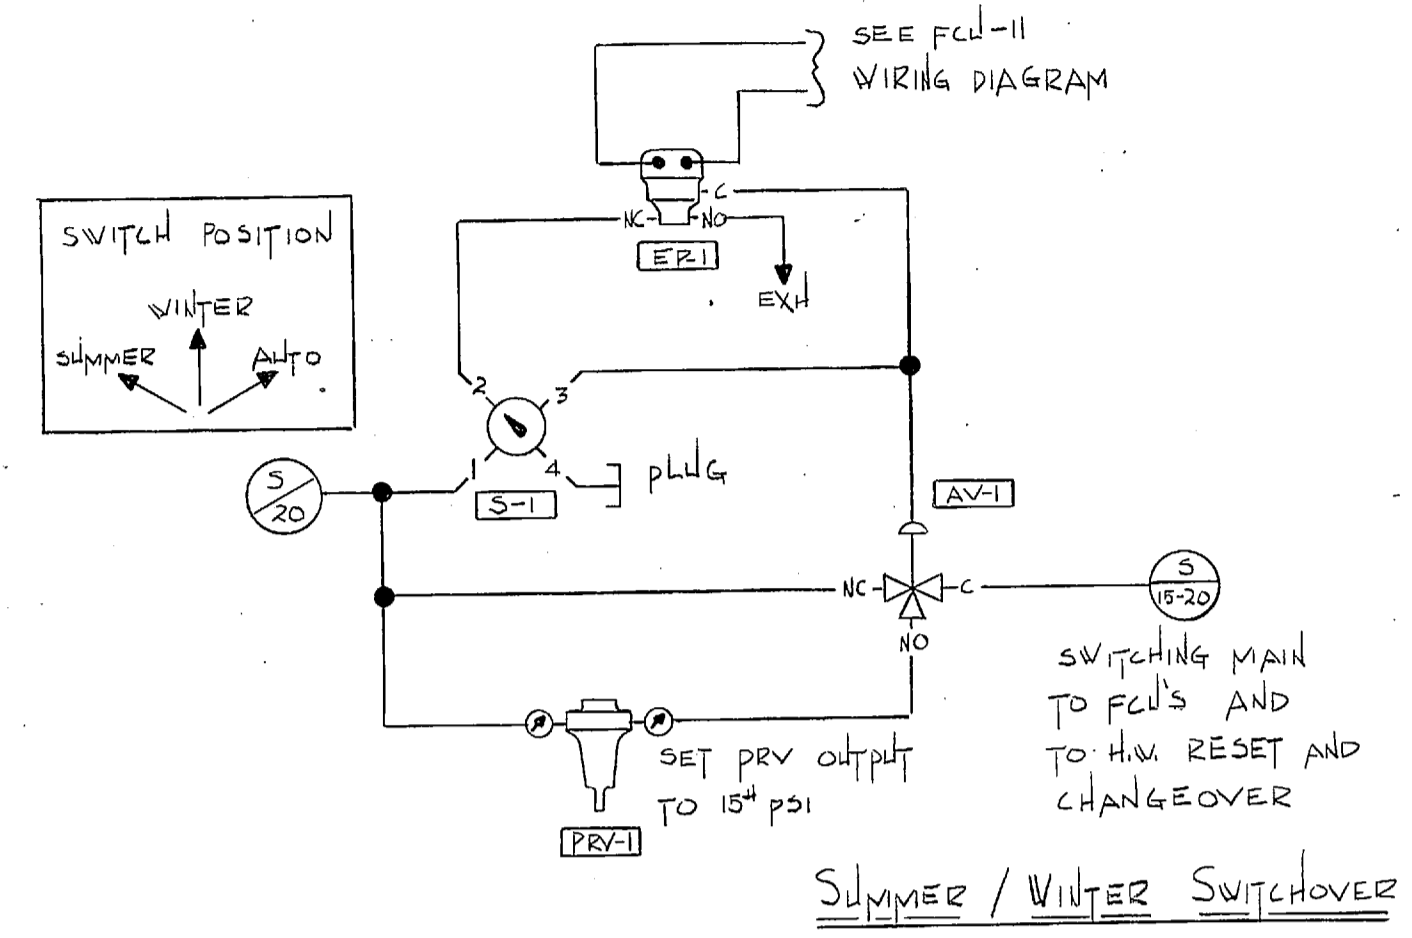 SEE FCU-11
WIRING DIAGRAM
C
NC
NO
EP-1
EXH
SWITCH POSITION
WINTER
SUMMER
AUTO
2
3
1
4
PLUG
S-1
S
20
AV-1
NC
C
NO
S
15-20
SWITCHING MAIN
TO FCU'S AND
TO H.W. RESET AND
CHANGEOVER
SET PRV OUTPUT
TO 15# PSI
PRV-1
SUMMER / WINTER SWITCHOVER